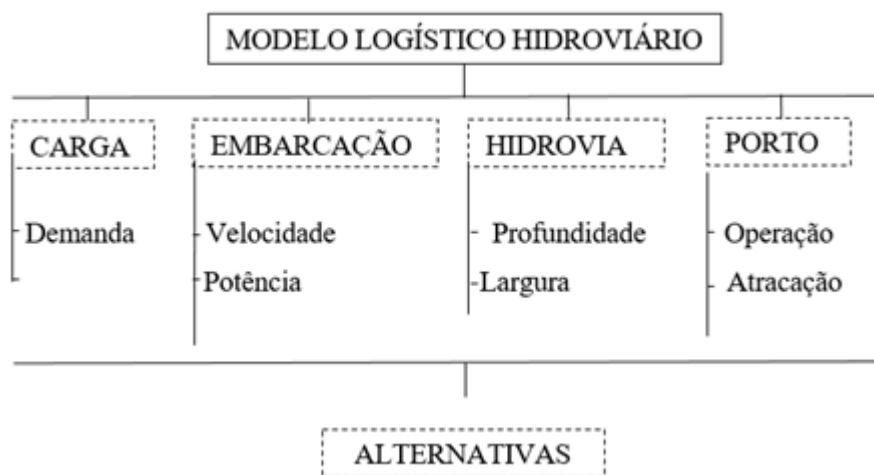 MODELO LOGÍSTICO HIDROVIÁRIO
CARGA
EMBARCAÇÃO
HIDROVIA
PORTO
Demanda
Velocidade
Profundidade
Operação
Potência
Largura
Atracação
ALTERNATIVAS